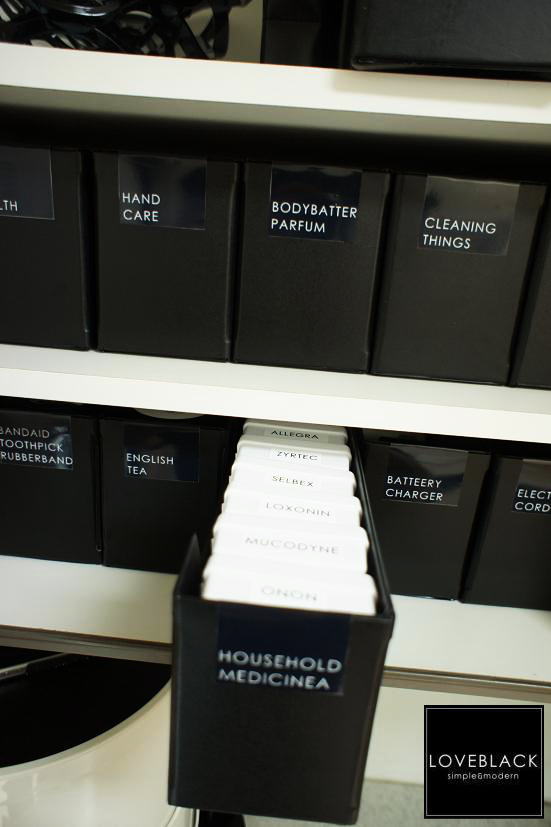 LTH
HAND
CARE
BODYBATTER
PARFUM
CLEANING
THINGS
BANDAID
TOOTHPICK
RUBBERBAND
ENGLISH
TEA
ALLEGRA
ZYRTEC
SELBEX
LOXONIN
MUCODYNE
ONON
HOUSEHOLD
MEDICINEA
BATTEERY
CHARGER
ELECT
CORD
LOVEBLACK
simple&modern